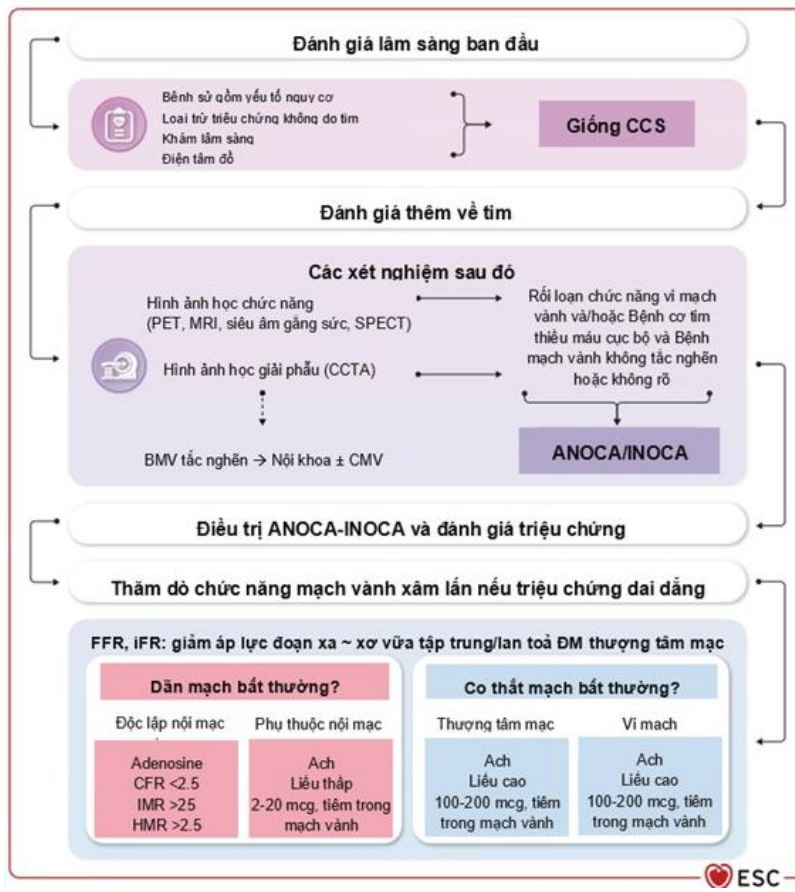 Đánh giá lâm sàng ban đầu
Bệnh sử gồm yếu tố nguy cơ
Loại trừ triệu chứng không do tim
Khám lâm sàng
Điện tâm đồ
Giống CCS
Đánh giá thêm về tim
Các xét nghiệm sau đó
Hình ảnh học chức năng
(PET, MRI, siêu âm gắng sức, SPECT)
Hình ảnh học giải phẫu (CCTA)
BMV tắc nghẽn → Nội khoa ± CMV
Rối loạn chức năng vi mạch
vành và/hoặc Bệnh cơ tim
thiếu máu cục bộ và Bệnh
mạch vành không tắc nghẽn
hoặc không rõ
ANOCA/INOCA
Điều trị ANOCA-INOCA và đánh giá triệu chứng
Thăm dò chức năng mạch vành xâm lấn nếu triệu chứng dai dẳng
FFR, iFR: giảm áp lực đoạn xa ~ xơ vữa tập trung/lan toả ĐM thượng tâm mạc
Dãn mạch bất thường?
Độc lập nội mạc
Adenosine
CFR <2.5
IMR >25
HMR >2.5
Phụ thuộc nội mạc
Ach
Liều thấp
2-20 mcg, tiêm trong
mạch vành
Co thắt mạch bất thường?
Thượng tâm mạc
Ach
Liều cao
100-200 mcg, tiêm
trong mạch vành
Vi mạch
Ach
Liều cao
100-200 mcg, tiêm
trong mạch vành
ESC